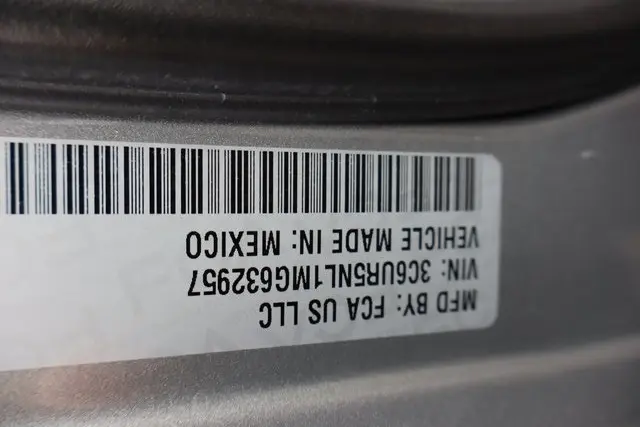 MFD BY: FCA US LLC
VIN: 3C6UR5NL1MG632957
VEHICLE MADE IN: MEXICO